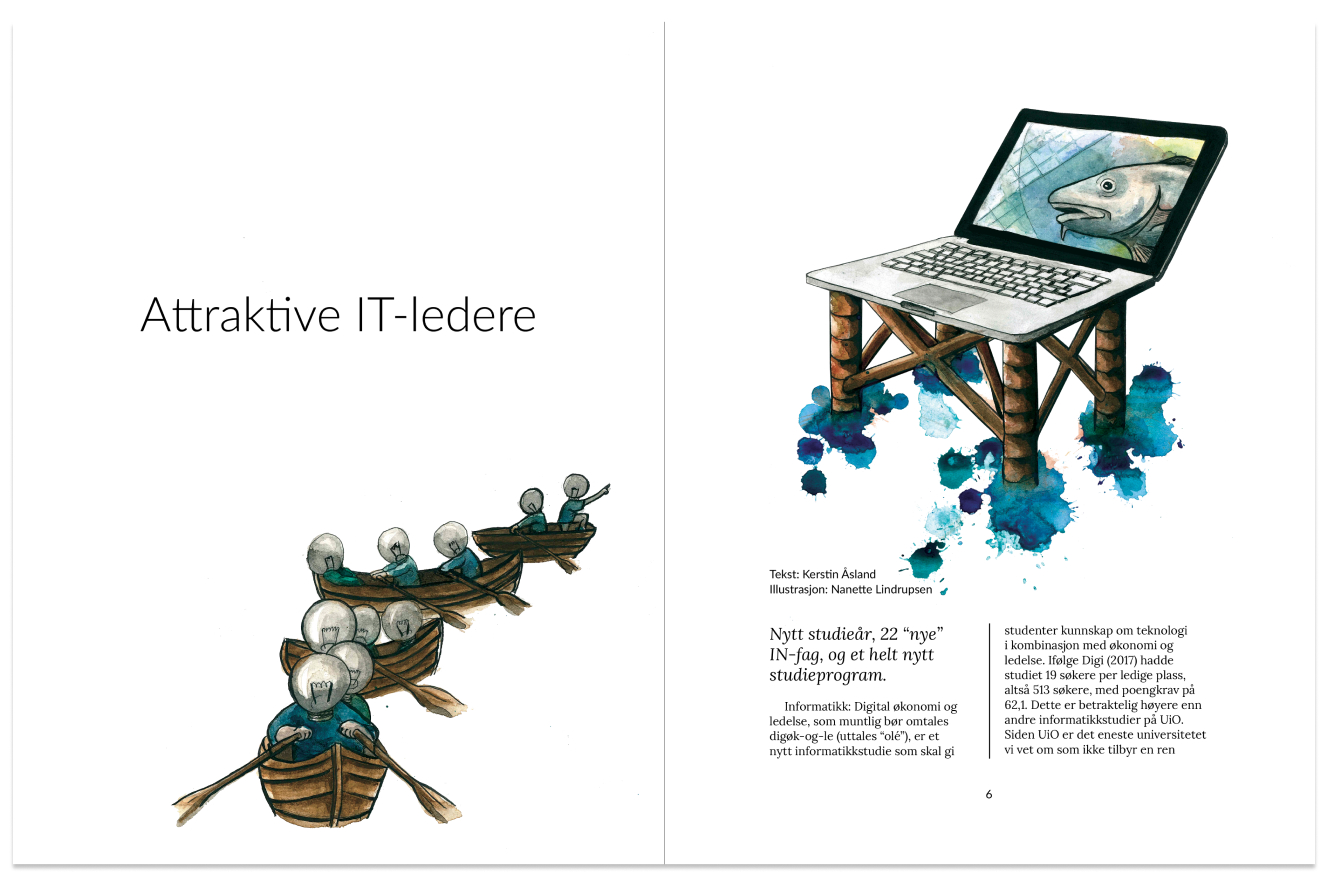 Attraktive IT-ledere
Tekst: Kerstin Åsland
Illustrasjon: Nanette Lindrupsen
Nytt studieår, 22 “nye”
IN-fag, og et helt nytt
studieprogram.
Informatikk: Digital økonomi og
ledelse, som muntlig bør omtales
digøk-og-le (uttales “olé”), er et
nytt informatikkstudie som skal gi
studenter kunnskap om teknologi
i kombinasjon med økonomi og
ledelse. Ifølge Digi (2017) hadde
studiet 19 søkere per ledige plass,
altså 513 søkere, med poengkrav på
62,1. Dette er betraktelig høyere enn
andre informatikkstudier på UiO.
Siden UiO er det eneste universitetet
vi vet om som ikke tilbyr en ren
6